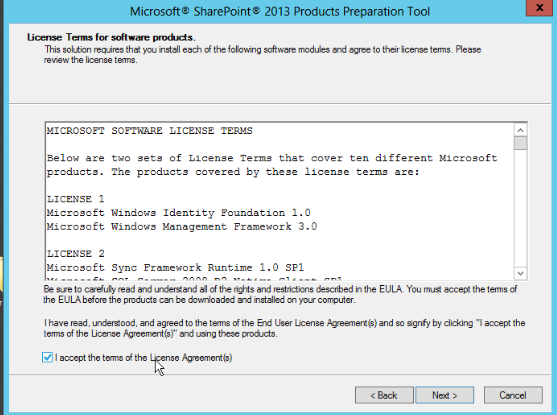 Microsoft® SharePoint® 2013 Products Preparation Tool
x
License Terms for software products.
This solution requires that you install each of the following software modules and agree to their license terms. Please
review the license terms.
MICROSOFT SOFTWARE LICENSE TERMS
Below are two sets of License Terms that cover ten different Microsoft
products. The products covered by these license terms are:
LICENSE 1
Microsoft Windows Identity Foundation 1.0
Microsoft Windows Management Framework 3.0
LICENSE 2
Microsoft Sync Framework Runtime 1.0 SP1
Microsoft SQL Server 2008 R2 Native Client SP1
Be sure to carefully read and understand all of the rights and restrictions described in the EULA. You must accept the terms of
the EULA before the products can be downloaded and installed on your computer.
I have read, understood, and agreed to the terms of the End User License Agreement(s) and so signify by clicking "I accept the
terms of the License Agreement(s)" and using these products.
I accept the terms of the License Agreement(s)
< Back
Next >
Cancel